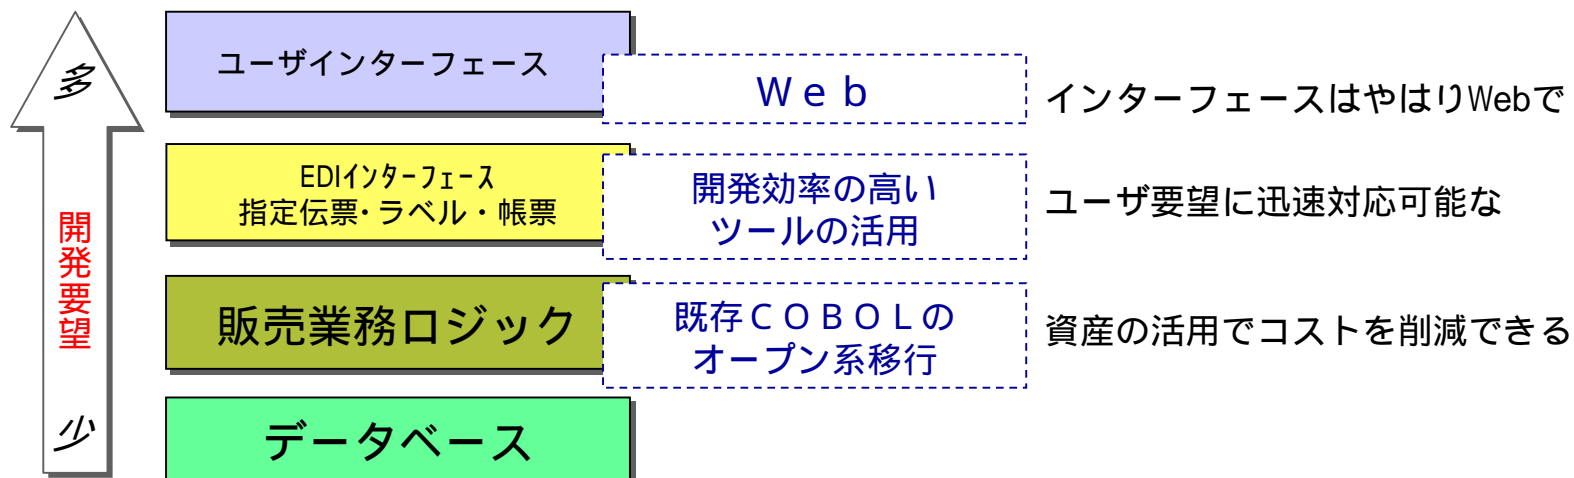 多
開発要望
少
ユーザインターフェース
Ｗｅｂ
インターフェースはやはりWebで
EDIｲﾝﾀｰﾌｪｰｽ
指定伝票･ラベル・帳票
開発効率の高い
ツールの活用
ユーザ要望に迅速対応可能な
販売業務ロジック
既存ＣＯＢＯＬの
オープン系移行
資産の活用でコストを削減できる
データベース